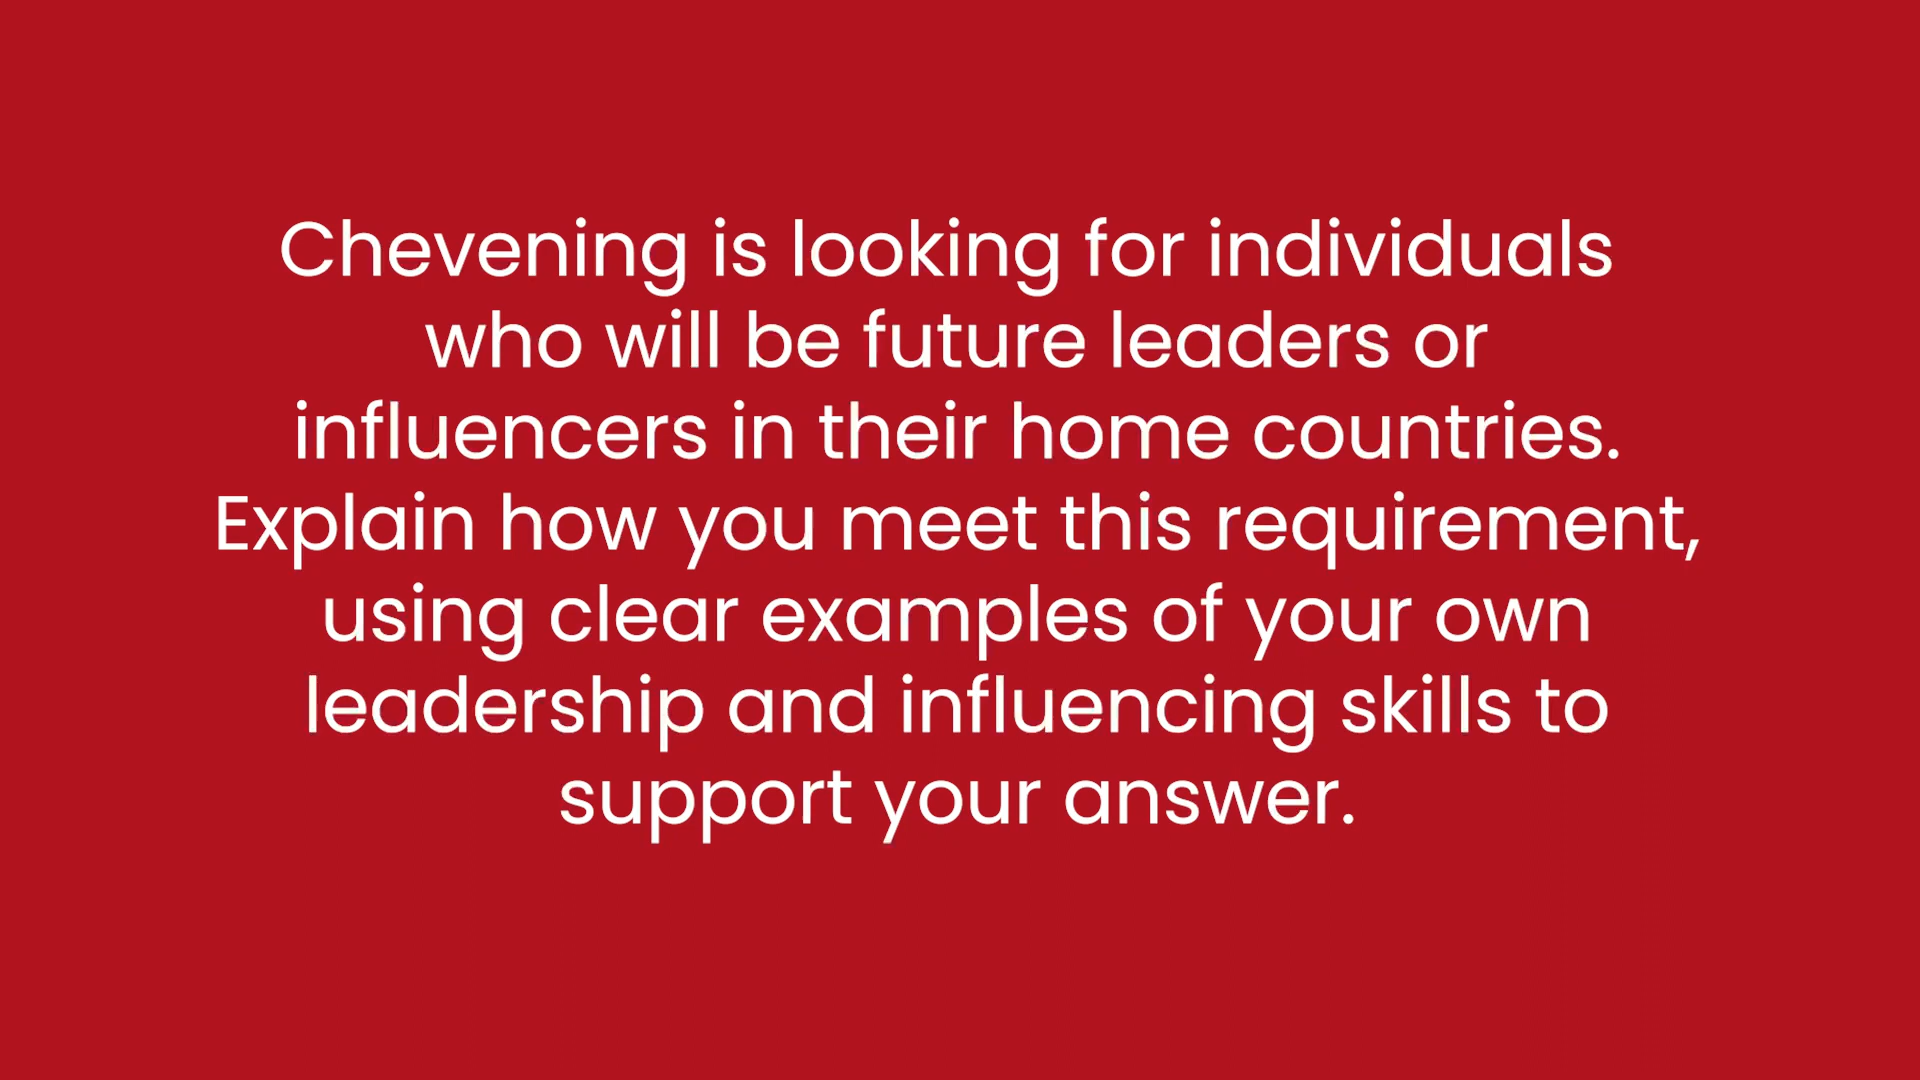 Chevening is looking for individuals
who will be future leaders or
influencers in their home countries.
Explain how you meet this requirement,
using clear examples of your own
leadership and influencing skills to
support your answer.